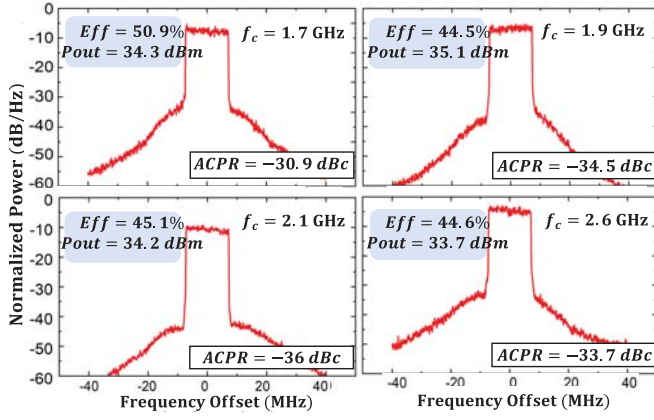 Normalized Power (dB/Hz)
0
-10
-20
-30
-40
-50
-60
Eff = 50.9%
Pout = 34.3 dBm
f_c = 1.7 GHz
ACPR = −30.9 dBc
Eff = 44.5%
Pout = 35.1 dBm
f_c = 1.9 GHz
ACPR = −34.5 dBc
0
-10
-20
-30
-40
-50
-60
Eff = 45.1%
Pout = 34.2 dBm
f_c = 2.1 GHz
ACPR = −36 dBc
Eff = 44.6%
Pout = 33.7 dBm
f_c = 2.6 GHz
ACPR = −33.7 dBc
-40 -20 0 20 40
-40 -20 0 20 40
Frequency Offset (MHz)
Frequency Offset (MHz)